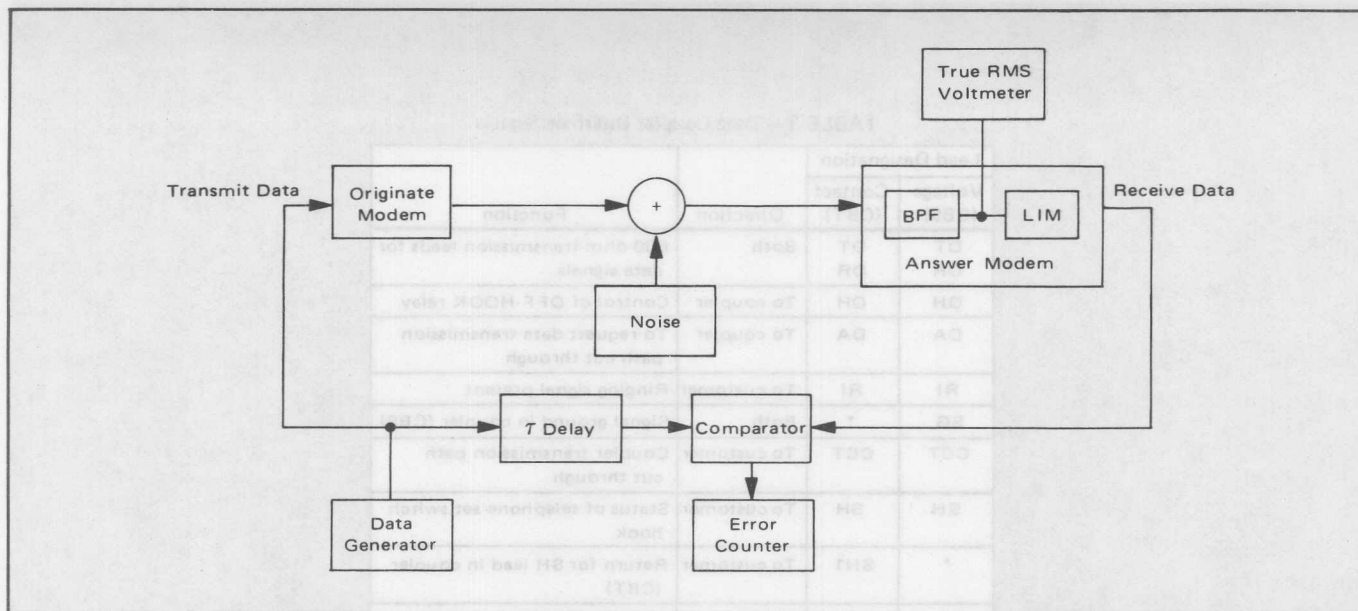 True RMS
Voltmeter
Transmit Data
Originate
Modem
+
BPF
LIM
Answer Modem
Receive Data
Noise
τ Delay
Comparator
Data
Generator
Error
Counter